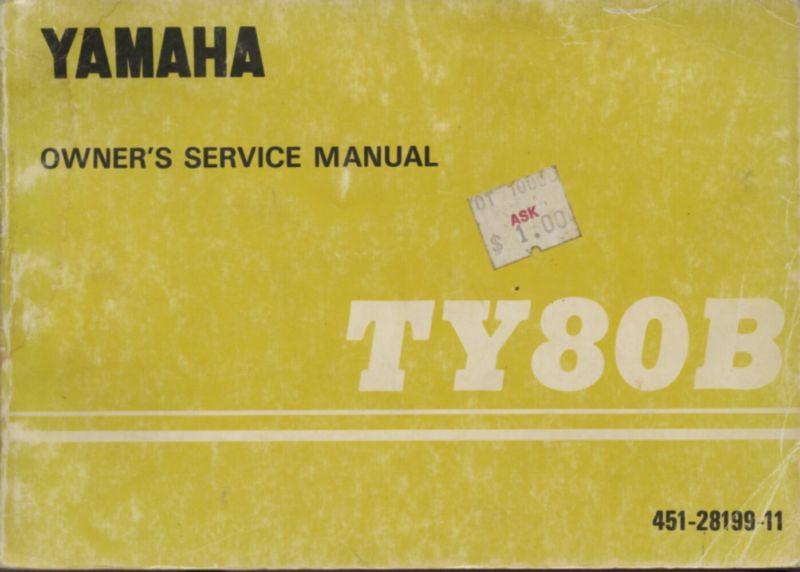 YAMAHA
OWNER'S SERVICE MANUAL
ASK
$ 1.00
TY80B
451-28199-11